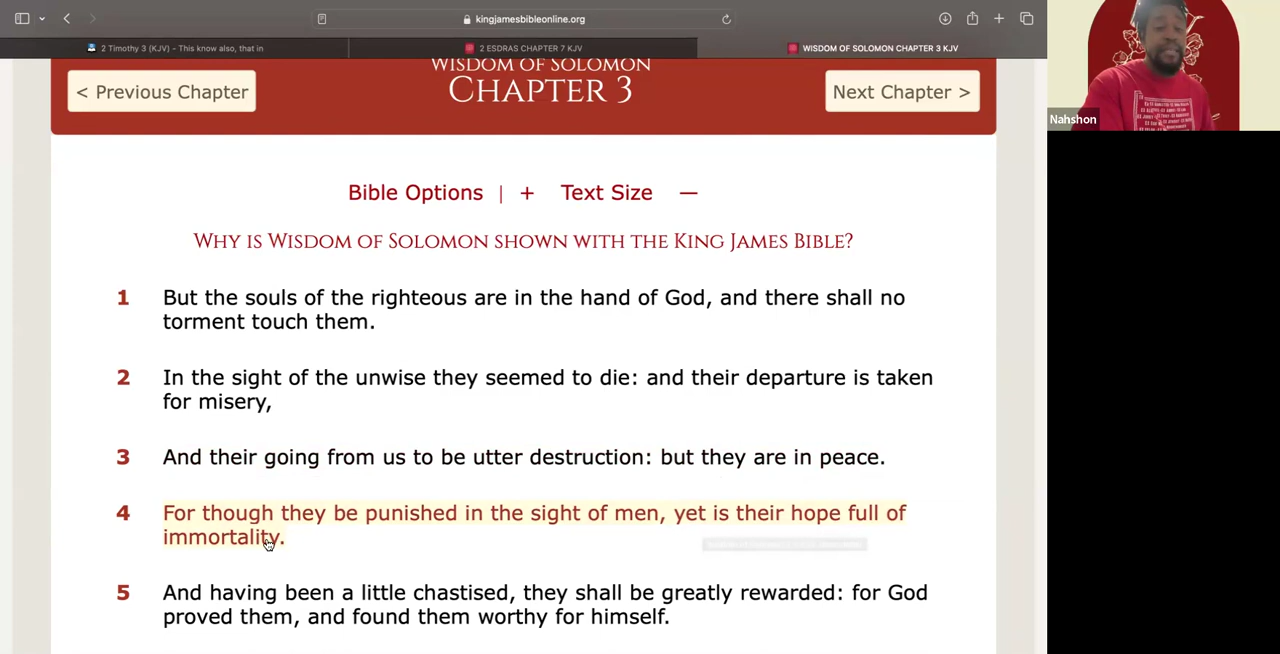 kingjamesbibleonline.org
2 Timothy 3 (KJV) - This know also, that in
2 ESDRAS CHAPTER 7 KJV
WISDOM OF SOLOMON CHAPTER 3 KJV
Nahshon
WISDOM OF SOLOMON
< Previous Chapter
CHAPTER 3
Next Chapter >
Bible Options | + Text Size —
WHY IS WISDOM OF SOLOMON SHOWN WITH THE KING JAMES BIBLE?
1 But the souls of the righteous are in the hand of God, and there shall no
torment touch them.
2 In the sight of the unwise they seemed to die: and their departure is taken
for misery,
3 And their going from us to be utter destruction: but they are in peace.
4 For though they be punished in the sight of men, yet is their hope full of
immortality.
5 And having been a little chastised, they shall be greatly rewarded: for God
proved them, and found them worthy for himself.